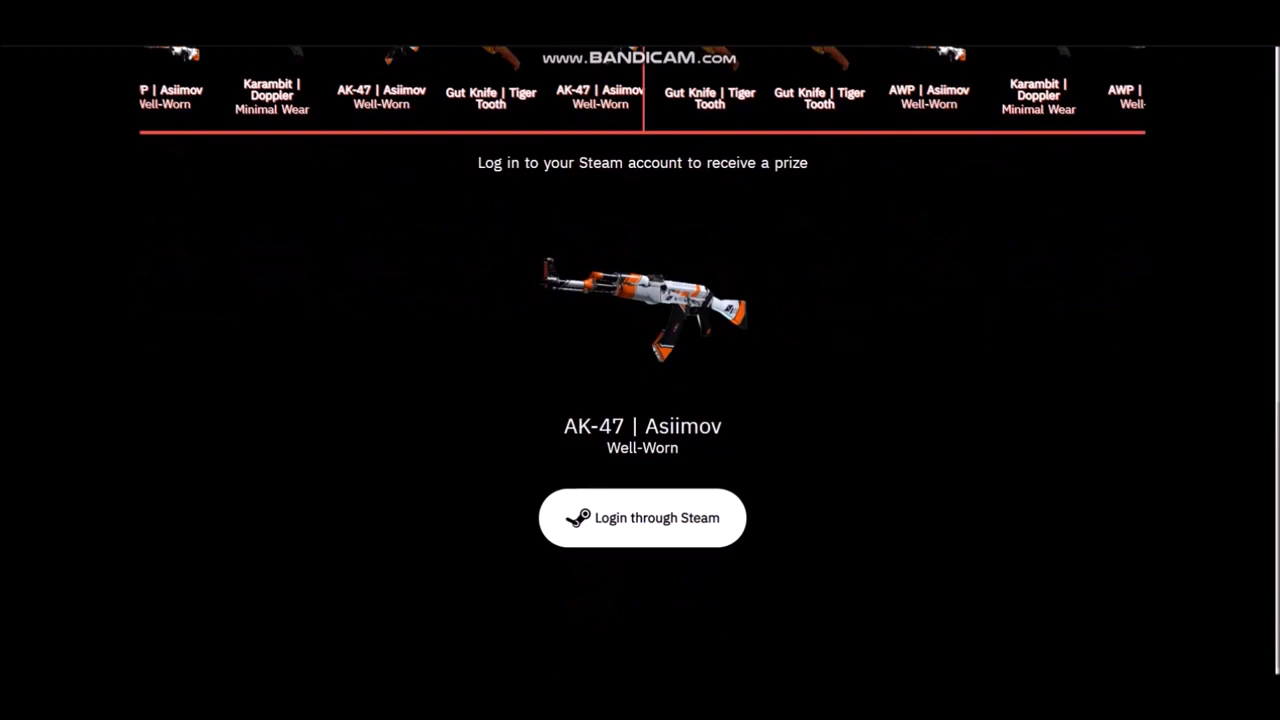 www.BANDICAM.com
P | Asiimov
Well-Worn
Karambit |
Doppler
Minimal Wear
AK-47 | Asiimov
Well-Worn
Gut Knife | Tiger
Tooth
AK-47 | Asiimov
Well-Worn
Gut Knife | Tiger
Tooth
Gut Knife | Tiger
Tooth
AWP | Asiimov
Well-Worn
Karambit |
Doppler
Minimal Wear
AWP |
Well-
Log in to your Steam account to receive a prize
AK-47 | Asiimov
Well-Worn
Login through Steam